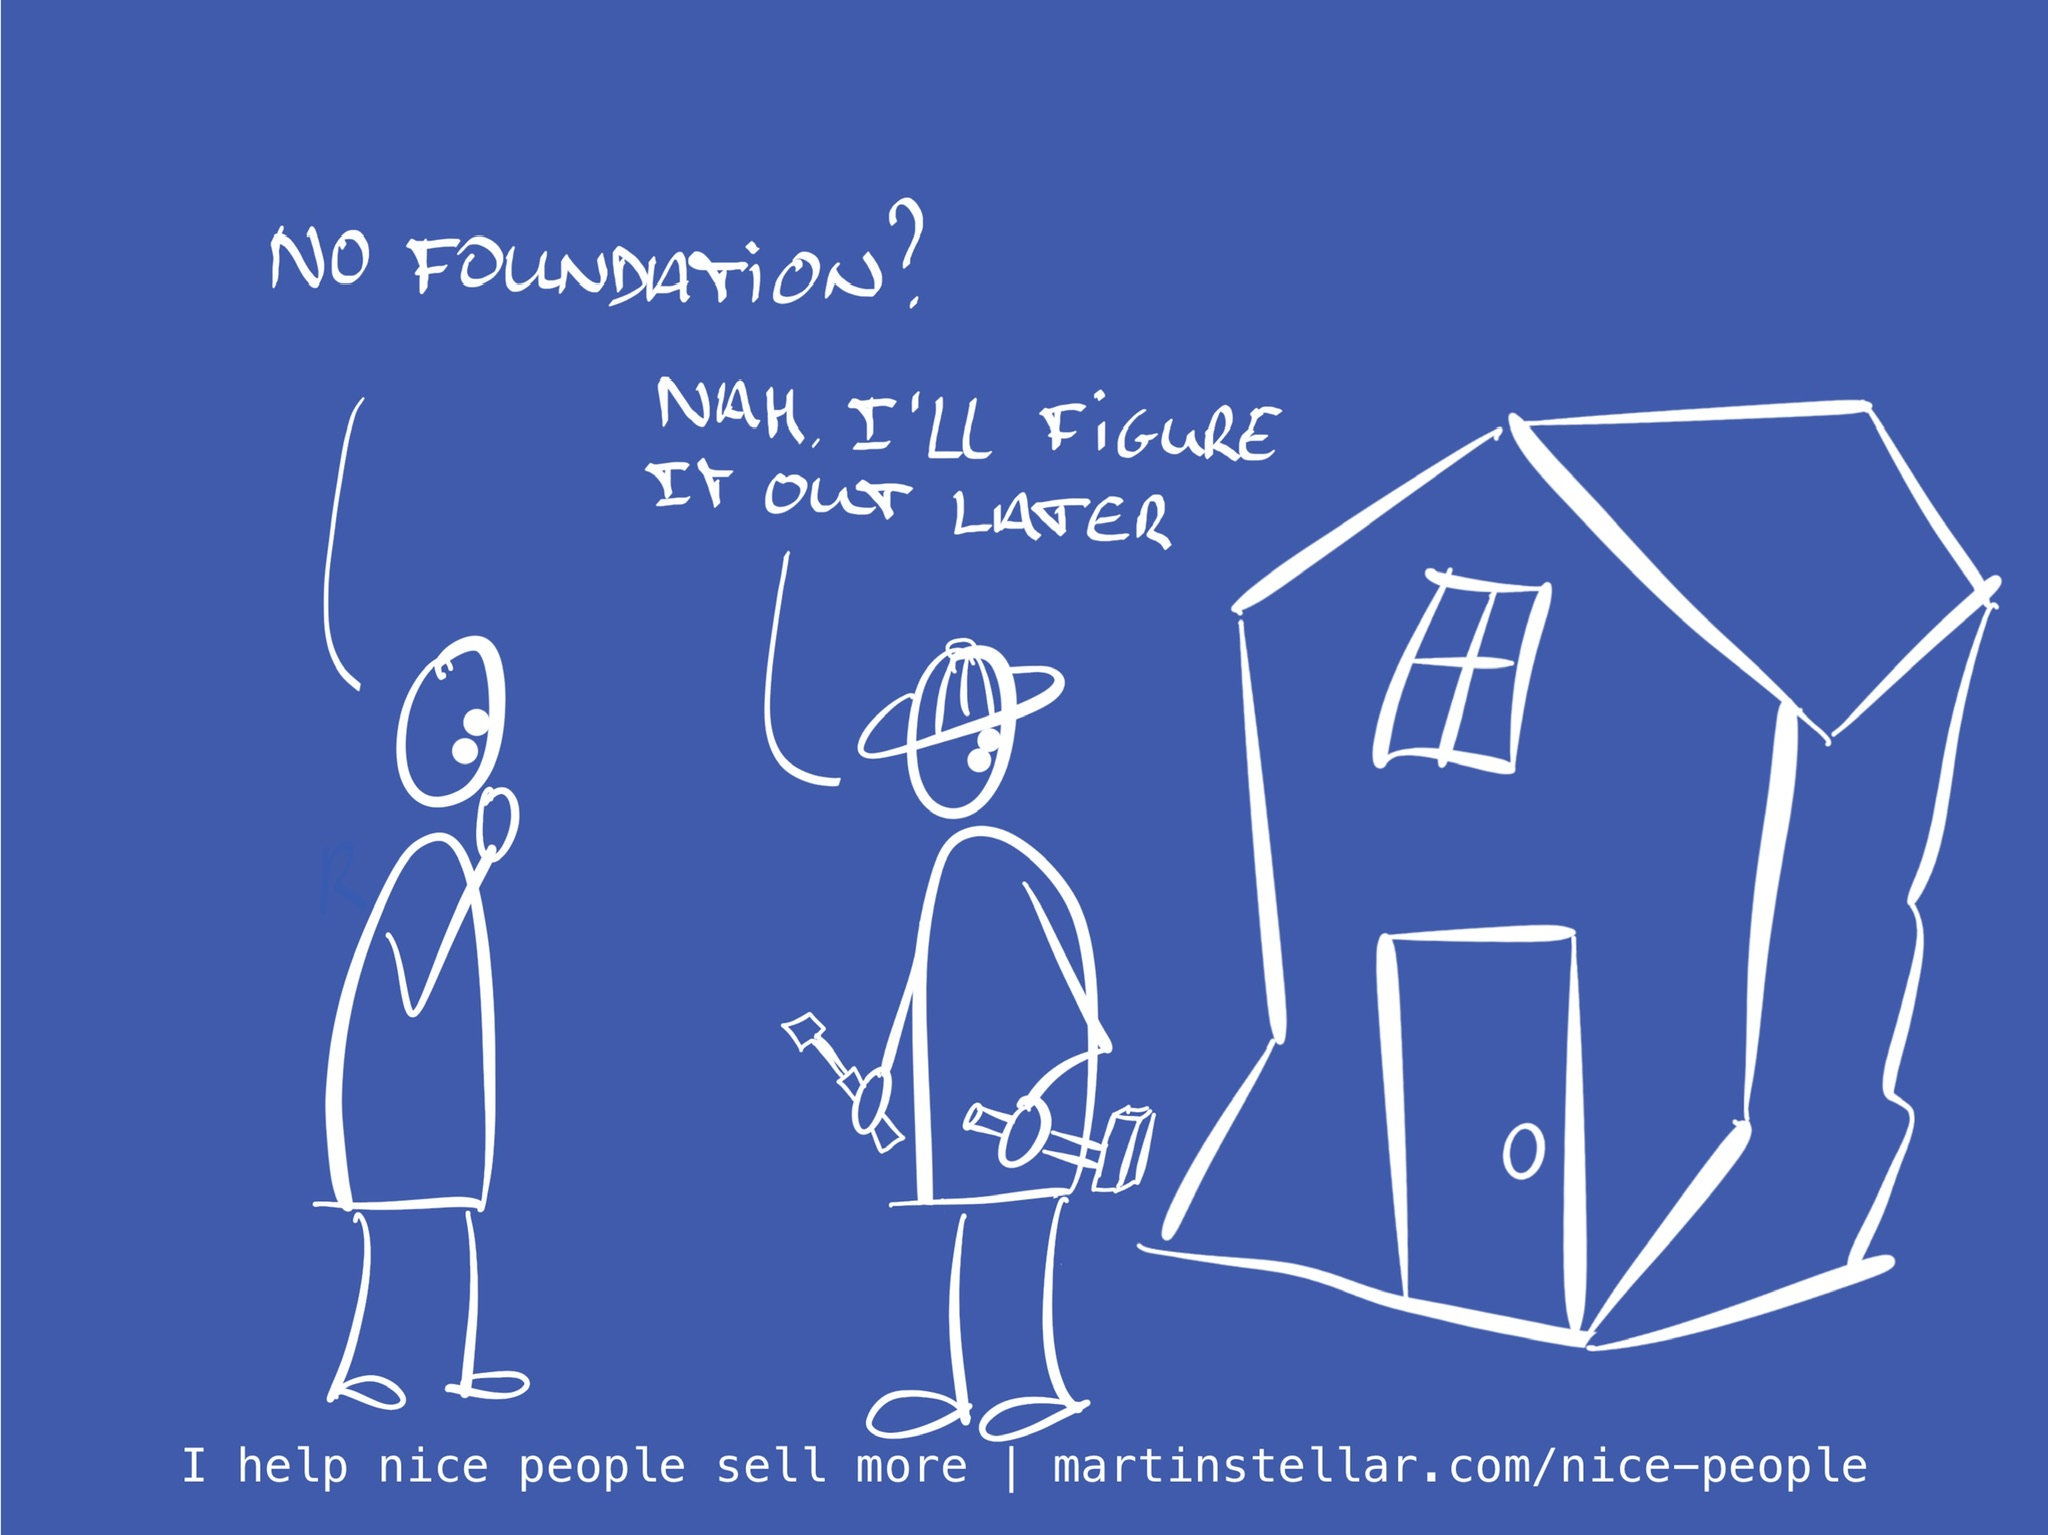 NO FOUNDATION?
NAH, I'LL FiGURE
IT OUT LATER
R
I help nice people sell more | martinstellar.com/nice-people